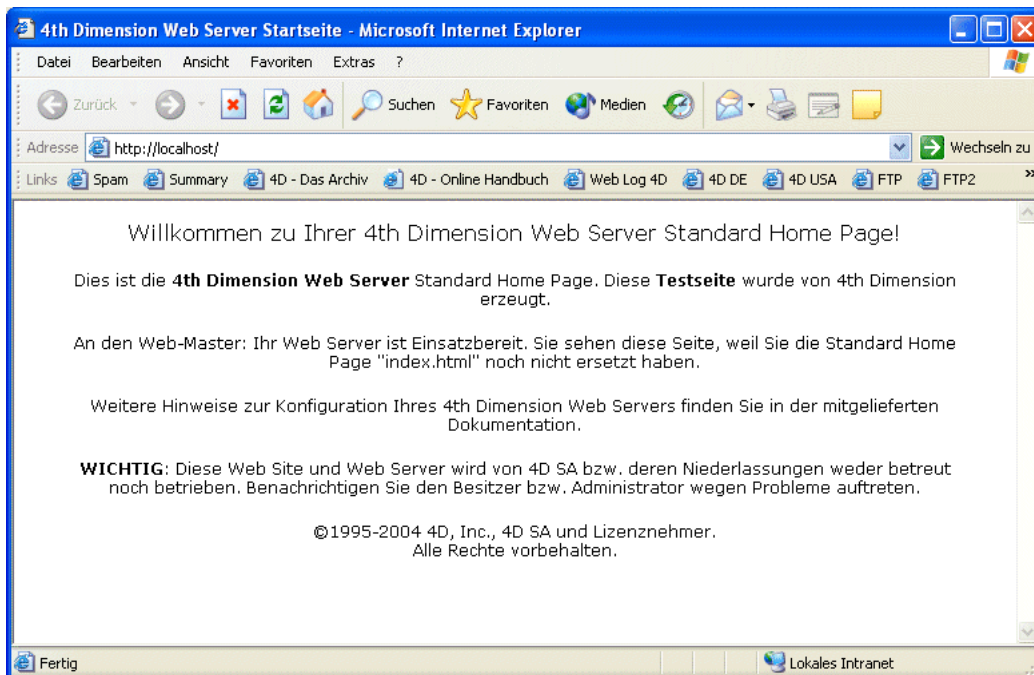 4th Dimension Web Server Startseite - Microsoft Internet Explorer
Datei Bearbeiten Ansicht Favoriten Extras ?
Zurück Suchen Favoriten Medien
Adresse http://localhost/ Wechseln zu
Links Spam Summary 4D - Das Archiv 4D - Online Handbuch Web Log 4D 4D DE 4D USA FTP FTP2 »
Willkommen zu Ihrer 4th Dimension Web Server Standard Home Page!
Dies ist die 4th Dimension Web Server Standard Home Page. Diese Testseite wurde von 4th Dimension
erzeugt.
An den Web-Master: Ihr Web Server ist Einsatzbereit. Sie sehen diese Seite, weil Sie die Standard Home
Page "index.html" noch nicht ersetzt haben.
Weitere Hinweise zur Konfiguration Ihres 4th Dimension Web Servers finden Sie in der mitgelieferten
Dokumentation.
WICHTIG: Diese Web Site und Web Server wird von 4D SA bzw. deren Niederlassungen weder betreut
noch betrieben. Benachrichtigen Sie den Besitzer bzw. Administrator wegen Probleme auftreten.
©1995-2004 4D, Inc., 4D SA und Lizenznehmer.
Alle Rechte vorbehalten.
Fertig Lokales Intranet